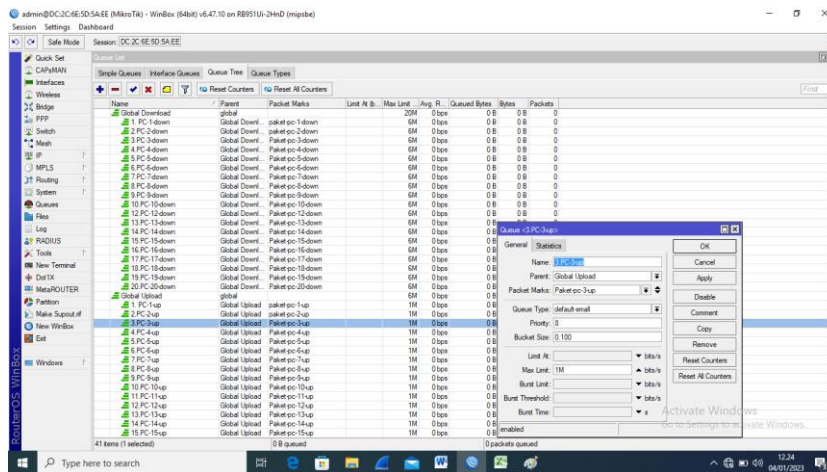 admin@DC:2C:6E:5D:5A:EE (MikroTik) - WinBox (64bit) v6.47.10 on RB951Ui-2HnD (mipsbe)
Session Settings Dashboard
Safe Mode Session: DC:2C:6E:5D:5A:EE
Quick Set
CAPsMAN
Interfaces
Wireless
Bridge
PPP
Switch
Mesh
IP
MPLS
Routing
System
Queues
Files
Log
RADIUS
Tools
New Terminal
Dot1X
MetaROUTER
Partition
Make Supout.rif
New WinBox
Exit
Windows
RouterOS WinBox
Queue List
Simple Queues Interface Queues Queue Tree Queue Types
Reset Counters Reset All Counters Find
Name Parent Packet Marks Limit At (b... Max Limit ... Avg. R... Queued Bytes Bytes Packets
Global Download global 20M 0 bps 0 B 0 B 0
1. PC-1-down Global Downl... paket-pc-1-down 6M 0 bps 0 B 0 B 0
2.PC-2-down Global Downl... Paket-pc-2-down 6M 0 bps 0 B 0 B 0
3.PC-3-down Global Downl... Paket-pc-3-down 6M 0 bps 0 B 0 B 0
4.PC-4-down Global Downl... Paket-pc-4-down 6M 0 bps 0 B 0 B 0
5.PC-5-down Global Downl... Paket-pc-5-down 6M 0 bps 0 B 0 B 0
6.PC-6-down Global Downl... Paket-pc-6-down 6M 0 bps 0 B 0 B 0
7.PC-7-down Global Downl... Paket-pc-7-down 6M 0 bps 0 B 0 B 0
8.PC-8-down Global Downl... Paket-pc-8-down 6M 0 bps 0 B 0 B 0
9.PC-9-down Global Downl... Paket-pc-9-down 6M 0 bps 0 B 0 B 0
10.PC-10-down Global Downl... Paket-pc-10-down 6M 0 bps 0 B 0 B 0
12.PC-12-down Global Downl... Paket-pc-12-down 6M 0 bps 0 B 0 B 0
13.PC-13-down Global Downl... Paket-pc-13-down 6M 0 bps 0 B
14.PC-14-down Global Downl... Paket-pc-14-down 6M 0 bps 0 B
15.PC-15-down Global Downl... Paket-pc-15-down 6M 0 bps 0 B
16.PC-16-down Global Downl... Paket-pc-16-down 6M 0 bps 0 B
17.PC-17-down Global Downl... Paket-pc-17-down 6M 0 bps 0 B
18.PC-18-down Global Downl... Paket-pc-18-down 6M 0 bps 0 B
19.PC-19-down Global Downl... Paket-pc-19-down 6M 0 bps 0 B
20.PC-20-down Global Downl... Paket-pc-20-down 6M 0 bps 0 B
Global Upload global 6M 0 bps 0 B
1. PC-1-up Global Upload paket-pc-1-up 1M 0 bps 0 B
2.PC-2-up Global Upload paket-pc-2-up 1M 0 bps 0 B
3.PC-3-up Global Upload Paket-pc-3-up 1M 0 bps 0 B
4.PC-4-up Global Upload Paket-pc-4-up 1M 0 bps 0 B
5.PC-5-up Global Upload Paket-pc-5-up 1M 0 bps 0 B
6.PC-6-up Global Upload Paket-pc-6-up 1M 0 bps 0 B
7.PC-7-up Global Upload Paket-pc-7-up 1M 0 bps 0 B
8.PC-8-up Global Upload Paket-pc-8-up 1M 0 bps 0 B
9.PC-9-up Global Upload Paket-pc-9-up 1M 0 bps 0 B
10.PC-10-up Global Upload Paket-pc-10-up 1M 0 bps 0 B
11.PC-11-up Global Upload Paket-pc-11-up 1M 0 bps 0 B
12.PC-12-up Global Upload Paket-pc-12-up 1M 0 bps 0 B
13.PC-13-up Global Upload Paket-pc-13-up 1M 0 bps 0 B
14.PC-14-up Global Upload Paket-pc-14-up 1M 0 bps 0 B
15.PC-15-up Global Upload Paket-pc-15-up 1M 0 bps 0 B
41 items (1 selected) 0 B queued 0 packets queued
Queue <3.PC-3-up>
General Statistics
Name: 3.PC-3-up
Parent: Global Upload
Packet Marks: Paket-pc-3-up
Queue Type: default-small
Priority: 8
Bucket Size: 0.100
Limit At: bits/s
Max Limit: 1M bits/s
Burst Limit: bits/s
Burst Threshold: bits/s
Burst Time: s
enabled
OK
Cancel
Apply
Disable
Comment
Copy
Remove
Reset Counters
Reset All Counters
Activate Windows
Go to Settings to activate Windows.
Type here to search
12.24
04/01/2023